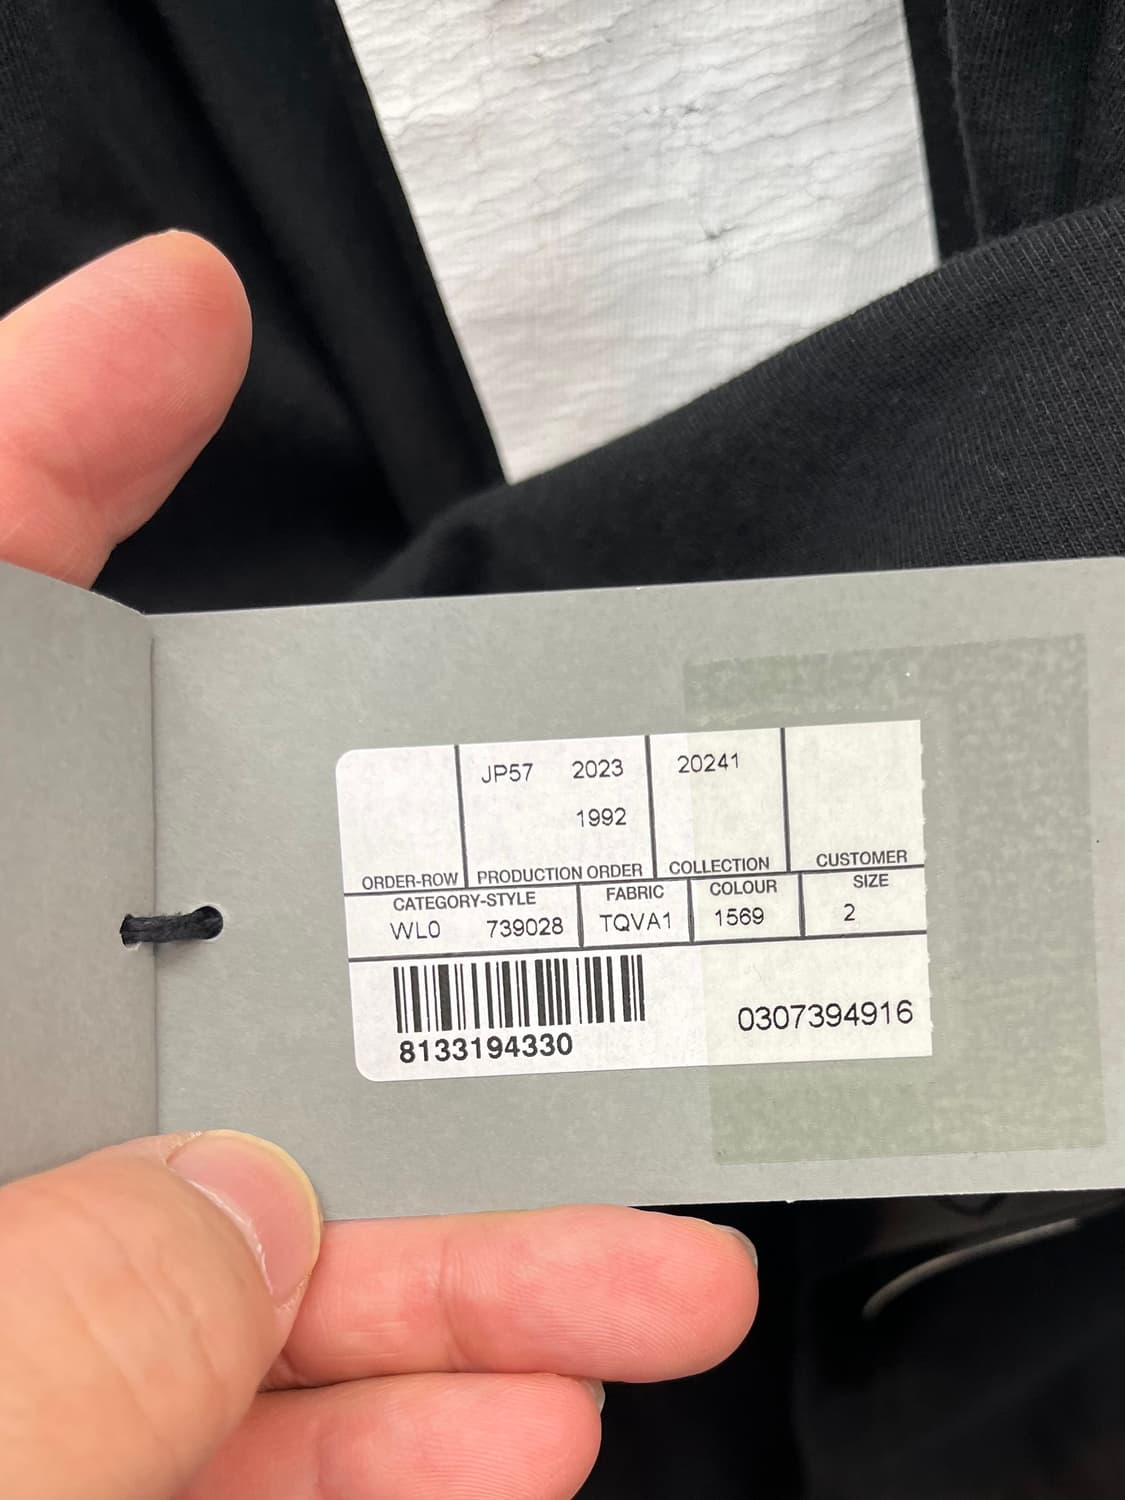 JP57 2023 20241
1992
ORDER-ROW PRODUCTION ORDER COLLECTION CUSTOMER
CATEGORY-STYLE FABRIC COLOUR SIZE
WL0 739028 TQVA1 1569 2
8133194330 0307394916